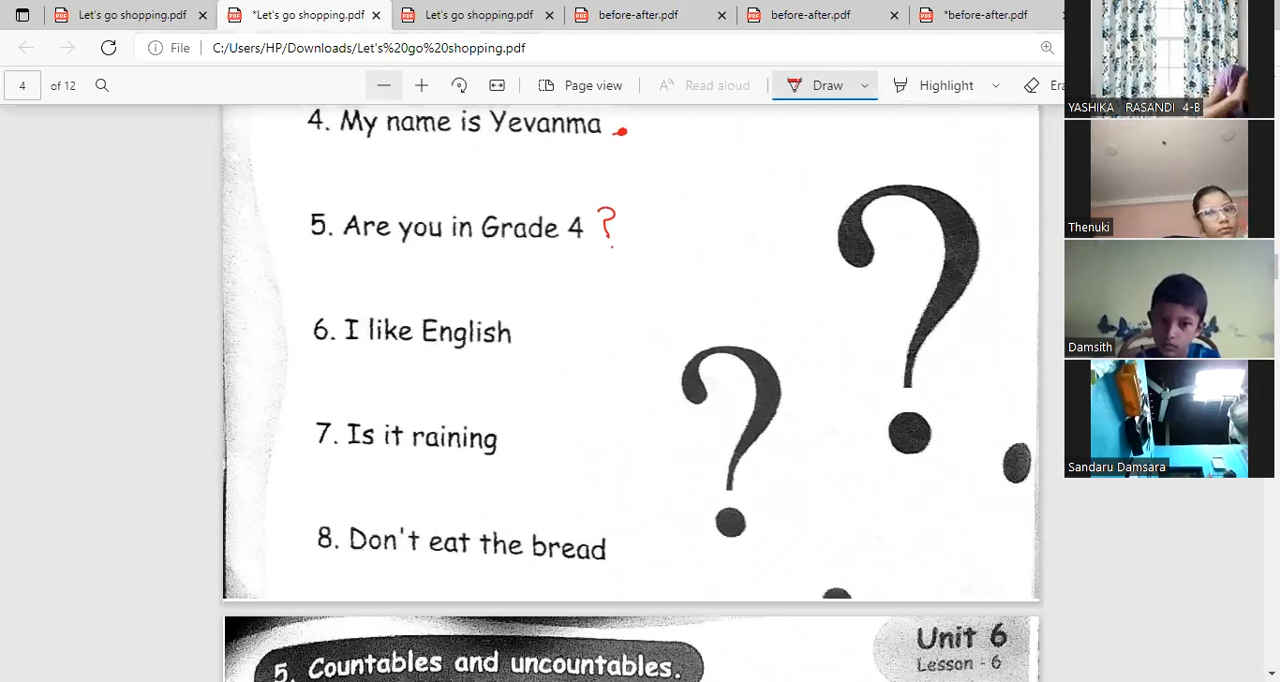 Let's go shopping.pdf
*Let's go shopping.pdf
Let's go shopping.pdf
before-after.pdf
before-after.pdf
*before-after.pdf
File
C:/Users/HP/Downloads/Let's%20go%20shopping.pdf
4
of 12
Page view
Read aloud
Draw
Highlight
Era
4. My name is Yevanma .
5. Are you in Grade 4 ?
6. I like English
7. Is it raining
8. Don't eat the bread
? ?
5. Countables and uncountables.
Unit 6
Lesson - 6
YASHIKA RASANDI 4-B
Thenuki
Damsith
Sandaru Damsara